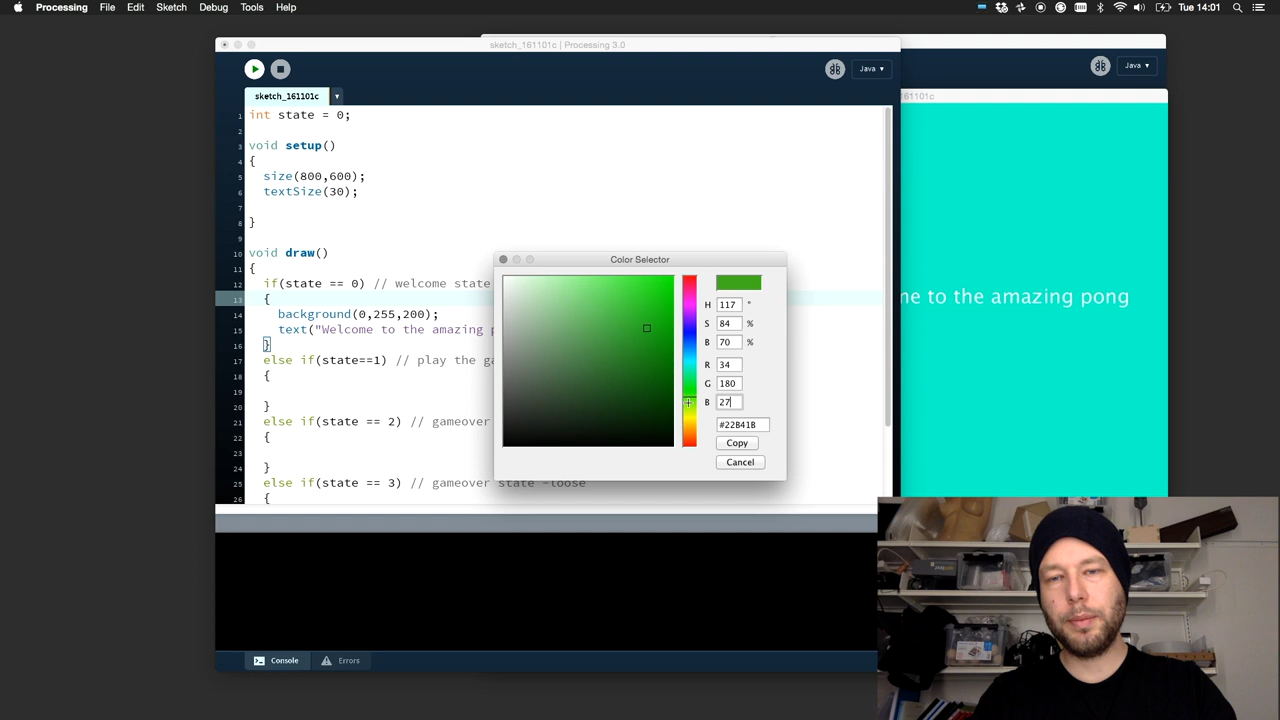 Processing File Edit Sketch Debug Tools Help
Tue 14:01
sketch_161101c | Processing 3.0
Java
Java
sketch_161101c
161101c
1 int state = 0;
2
3 void setup()
4 {
5 size(800,600);
6 textSize(30);
7
8 }
9
10 void draw()
11 {
12 if(state == 0) // welcome state
13 {
14 background(0,255,200);
15 text("Welcome to the amazing p
16 }
17 else if(state==1) // play the ga
18 {
19
20 }
21 else if(state == 2) // gameover
22 {
23
24 }
25 else if(state == 3) // gameover state -loose
26 {
Color Selector
H 117 °
S 84 %
B 70 %
R 34
G 180
B 27
#22B41B
Copy
Cancel
me to the amazing pong
Console Errors